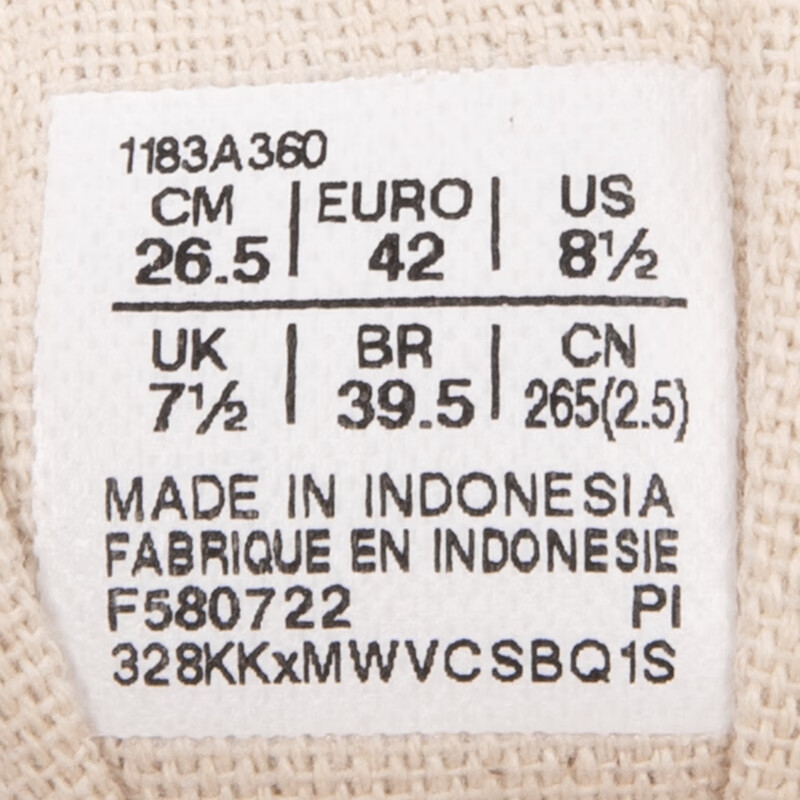 1183A360
CM | EURO | US
26.5 | 42 | 8½
UK | BR | CN
7½ | 39.5 | 265(2.5)
MADE IN INDONESIA
FABRIQUE EN INDONESIE
F580722 PI
328KKxMWVCSBQ1S